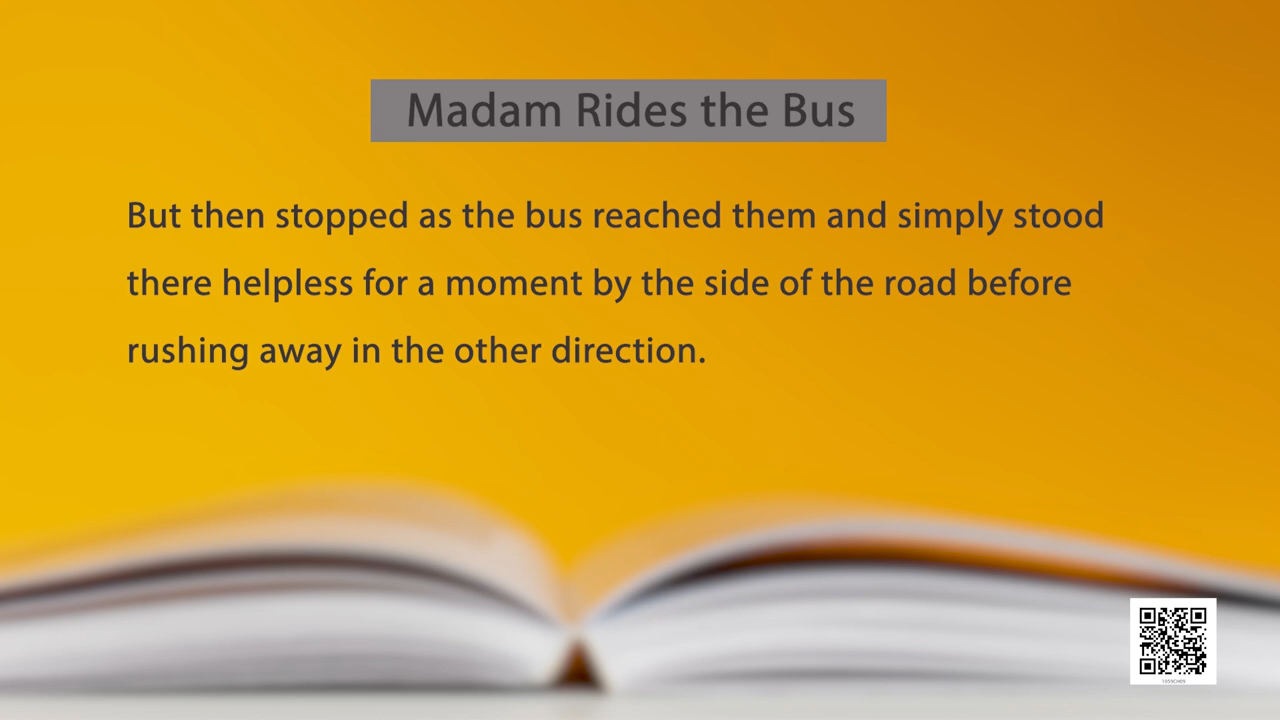 Madam Rides the Bus
But then stopped as the bus reached them and simply stood
there helpless for a moment by the side of the road before
rushing away in the other direction.